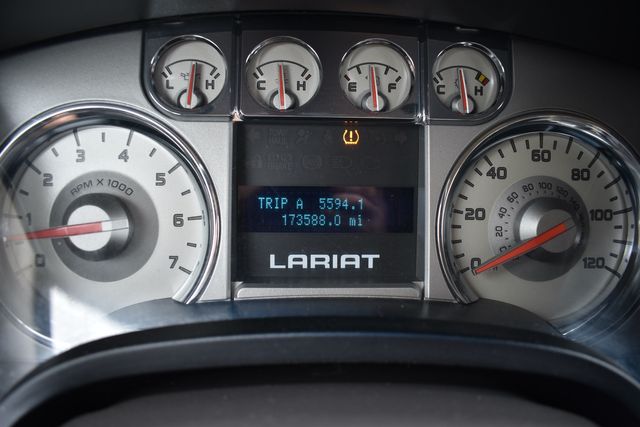 L H
C H
E F
C H
RPM X 1000
0 1 2 3 4 5 6 7
TRIP A 5594.1
173588.0 mi
LARIAT
0 20 40 60 80 100 120